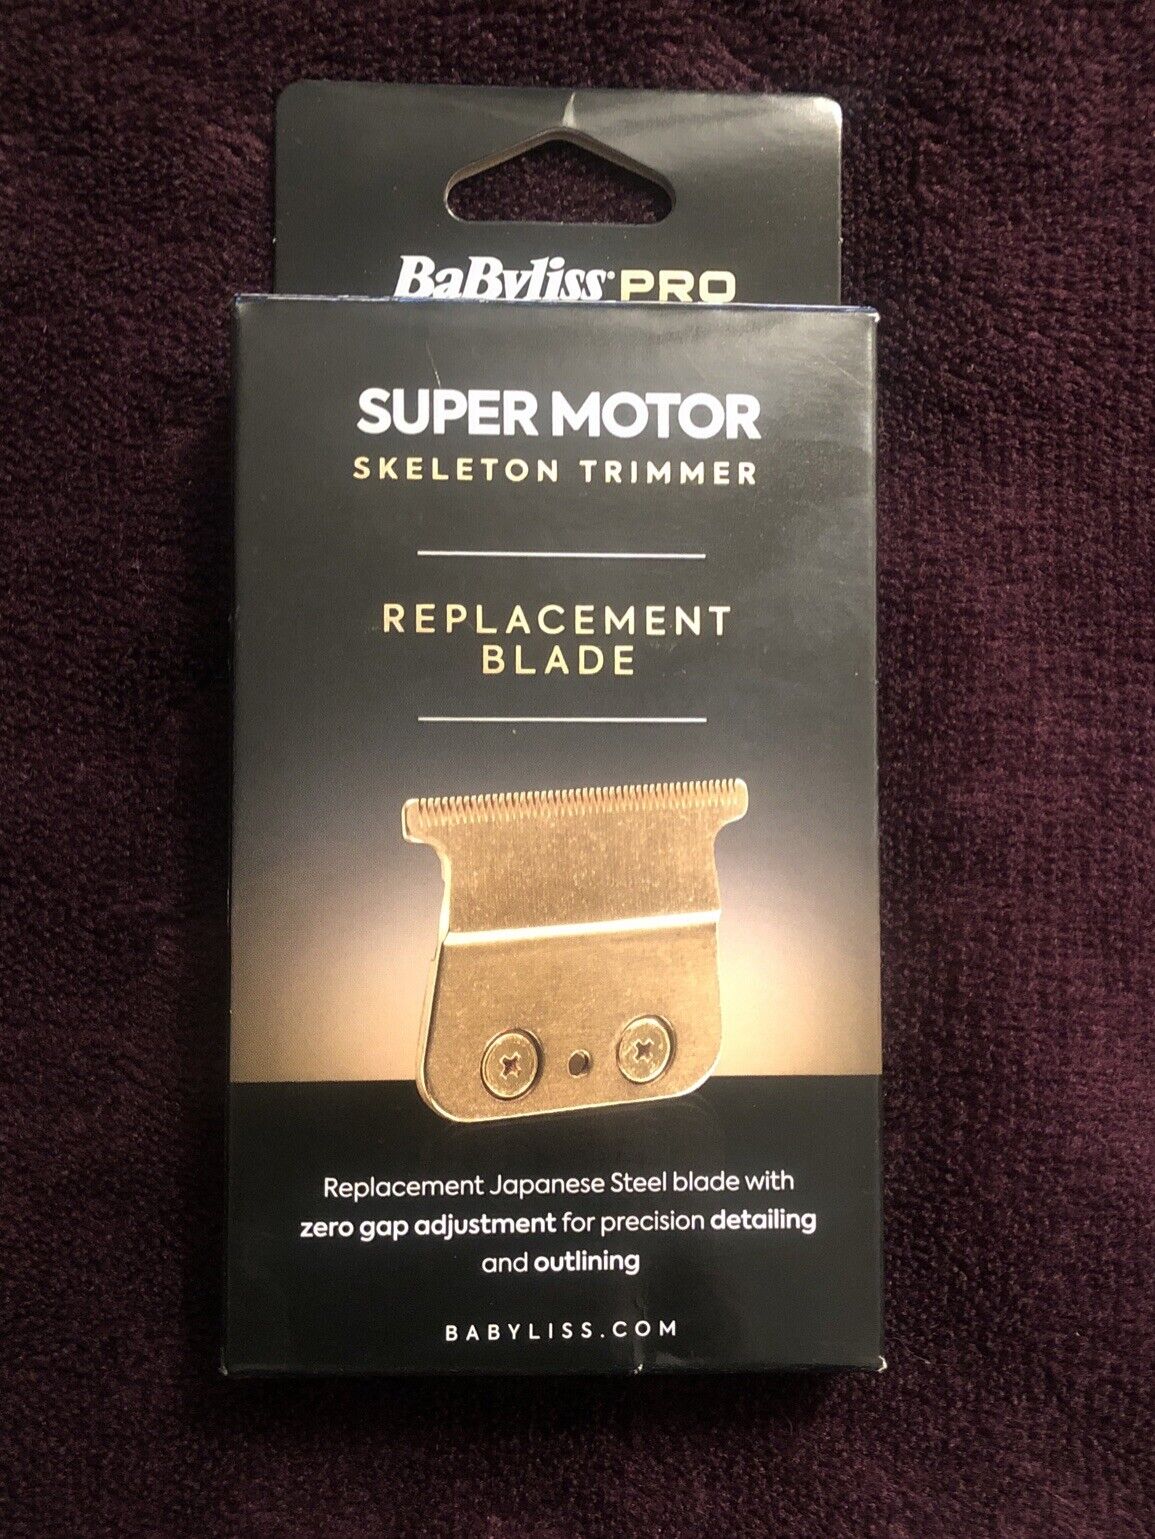 BaByliss PRO
SUPER MOTOR
SKELETON TRIMMER
REPLACEMENT
BLADE
Replacement Japanese Steel blade with
zero gap adjustment for precision detailing
and outlining
BABYLISS.COM